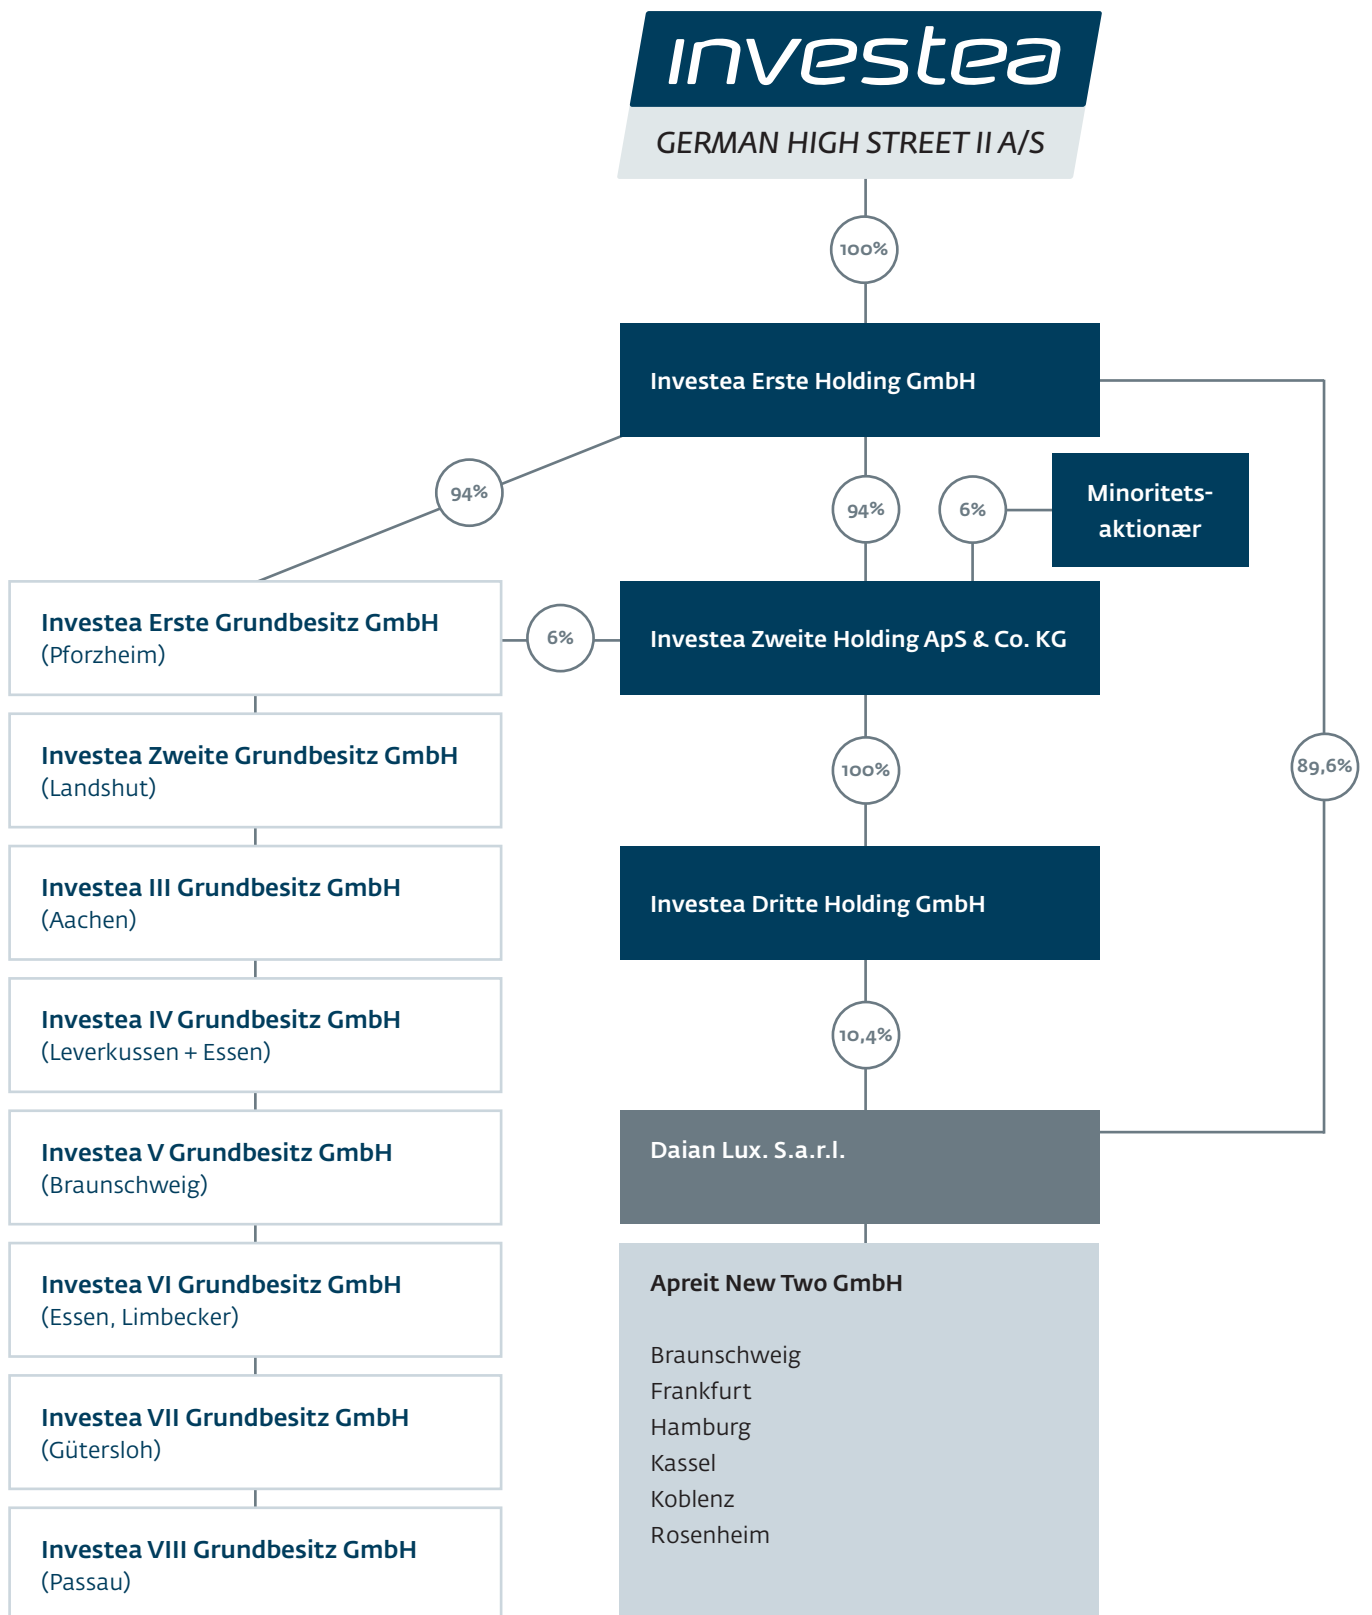 investea
GERMAN HIGH STREET II A/S
100%
Investea Erste Holding GmbH
94%
94%
6%
Minoritets-
aktionær
Investea Erste Grundbesitz GmbH
(Pforzheim)
6%
Investea Zweite Holding ApS & Co. KG
Investea Zweite Grundbesitz GmbH
(Landshut)
100%
89,6%
Investea III Grundbesitz GmbH
(Aachen)
Investea Dritte Holding GmbH
Investea IV Grundbesitz GmbH
(Leverkussen + Essen)
10,4%
Investea V Grundbesitz GmbH
(Braunschweig)
Daian Lux. S.a.r.l.
Investea VI Grundbesitz GmbH
(Essen, Limbecker)
Investea VII Grundbesitz GmbH
(Gütersloh)
Investea VIII Grundbesitz GmbH
(Passau)
Apreit New Two GmbH
Braunschweig
Frankfurt
Hamburg
Kassel
Koblenz
Rosenheim